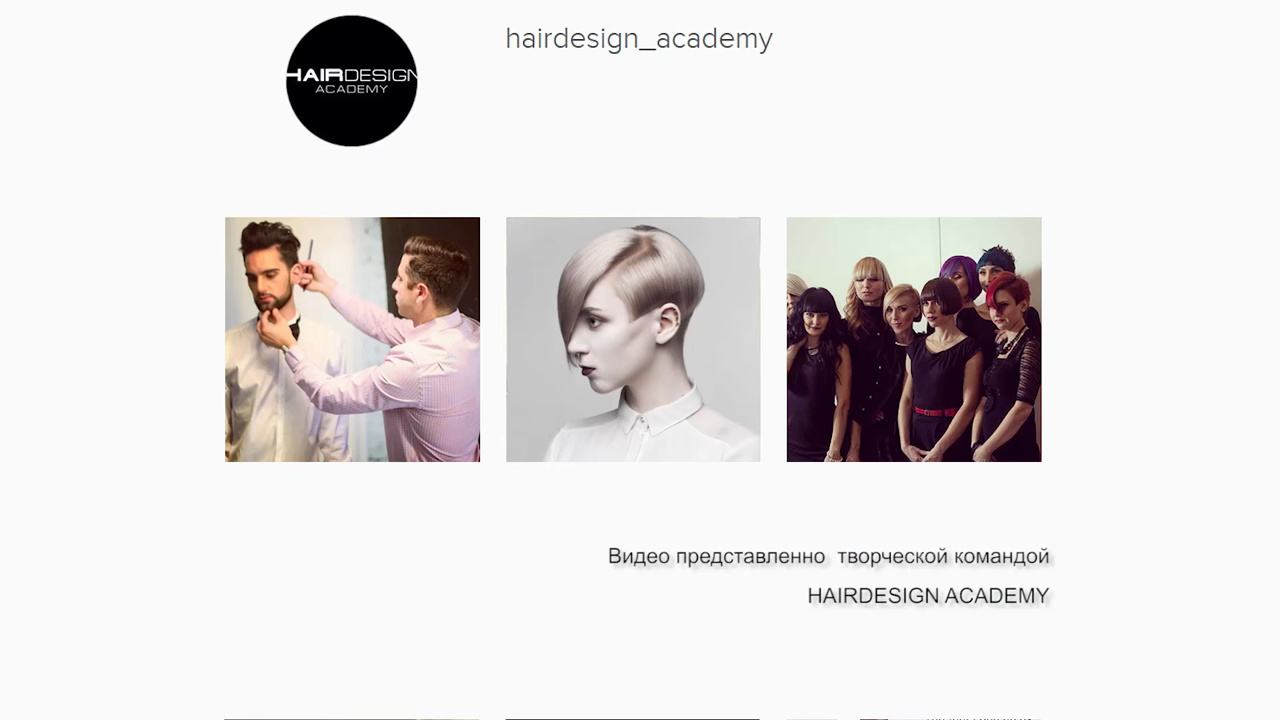 HAIRDESIGN
ACADEMY
hairdesign_academy
Видео представленно творческой командой
HAIRDESIGN ACADEMY